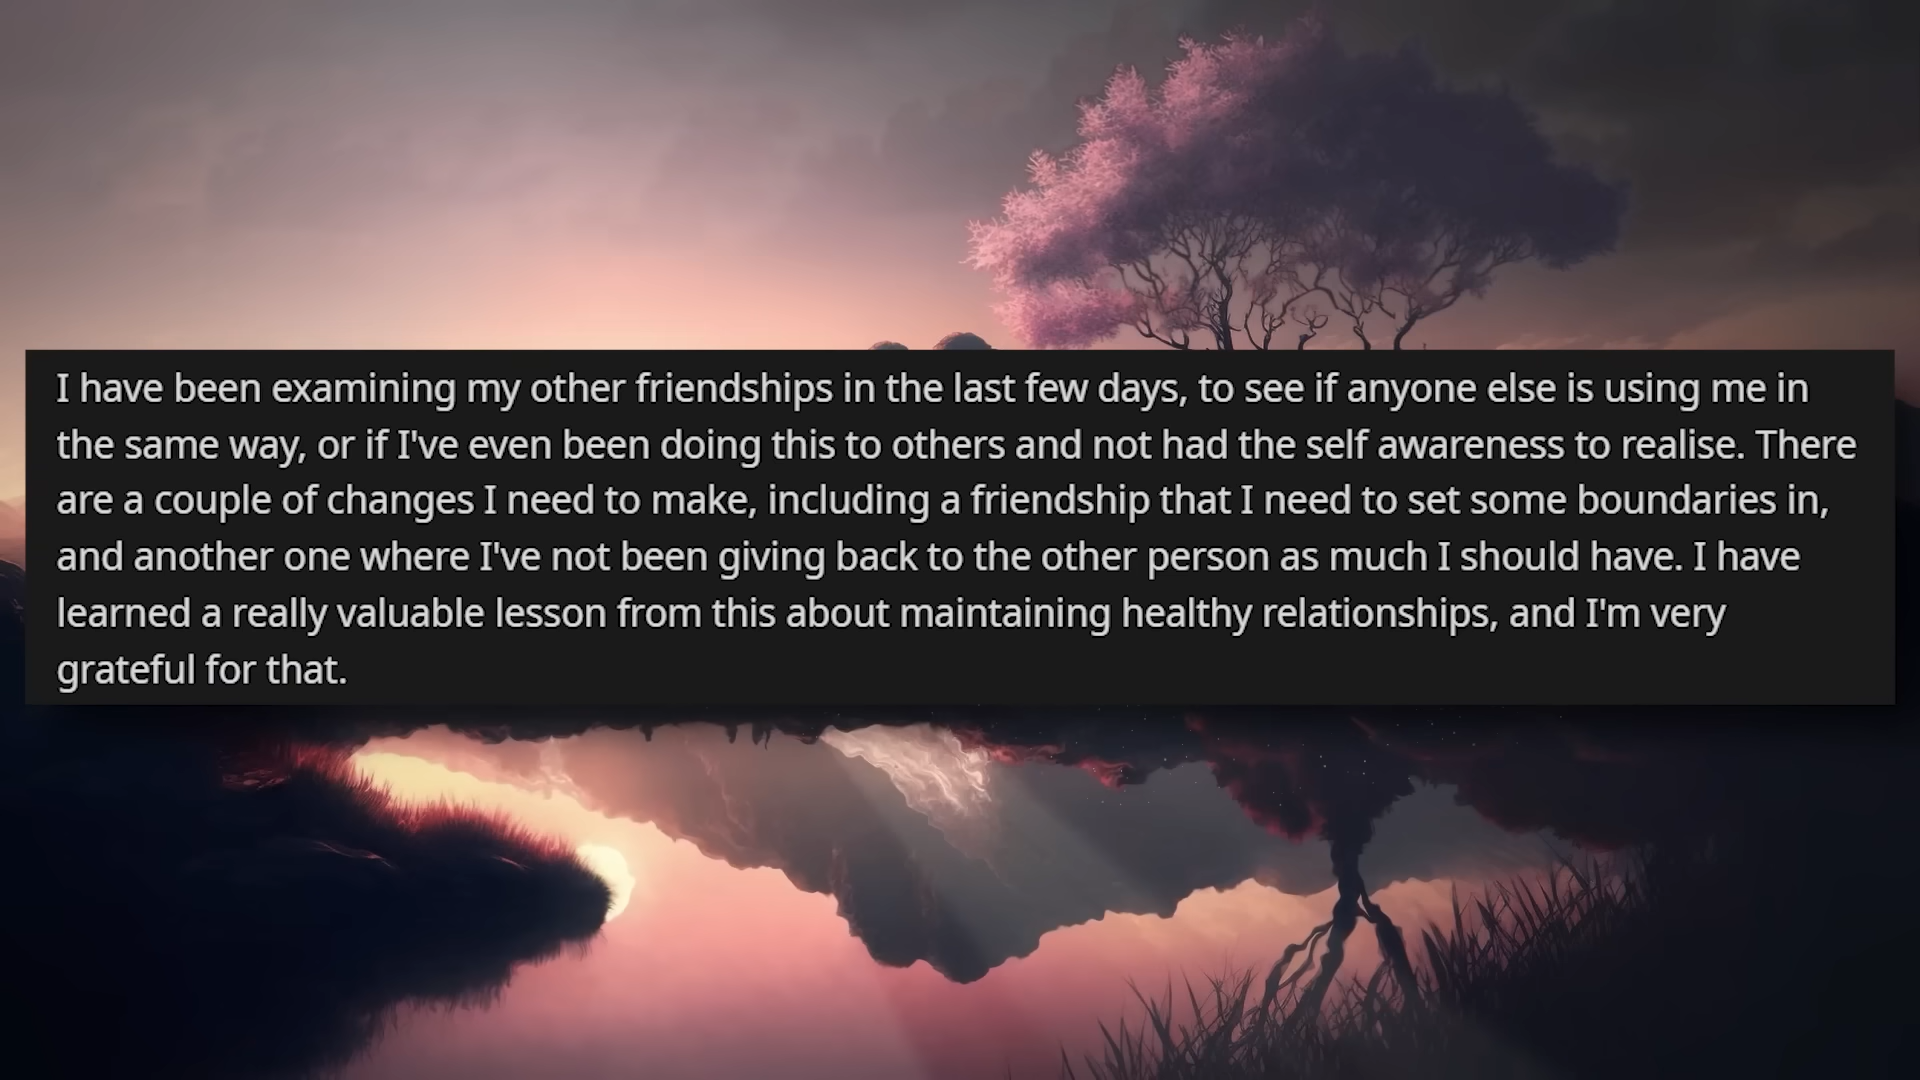 I have been examining my other friendships in the last few days, to see if anyone else is using me in
the same way, or if I've even been doing this to others and not had the self awareness to realise. There
are a couple of changes I need to make, including a friendship that I need to set some boundaries in,
and another one where I've not been giving back to the other person as much I should have. I have
learned a really valuable lesson from this about maintaining healthy relationships, and I'm very
grateful for that.